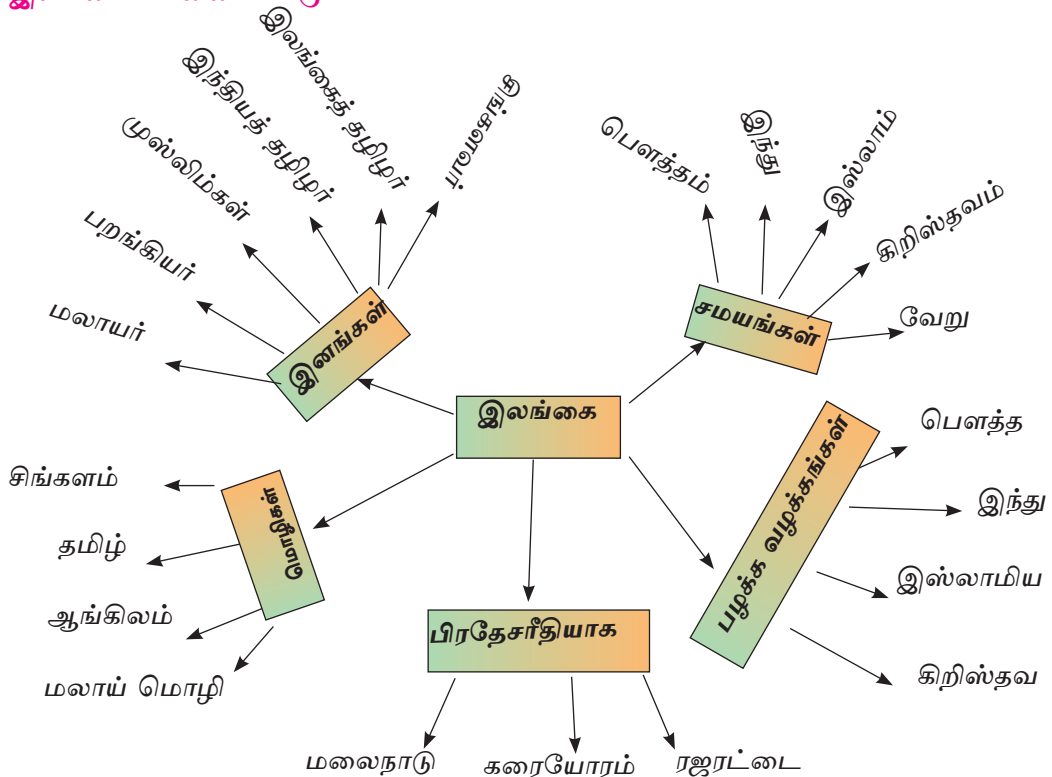 இலங்கைத் தமிழர்
இந்தியத் தமிழர்
முஸ்லிம்கள்
பறங்கியர்
மலாயர்
இனங்கள்
பௌத்தம்
இந்து
இஸ்லாம்
கிறிஸ்தவம்
வேறு
சமயங்கள்
இலங்கை
சிங்களம்
தமிழ்
ஆங்கிலம்
மலாய் மொழி
மொழிகள்
பிரதேசரீதியாக
மலைநாடு
கரையோரம்
ரஜரட்டை
பழக்க வழக்கங்கள்
பௌத்த
இந்து
இஸ்லாமிய
கிறிஸ்தவ